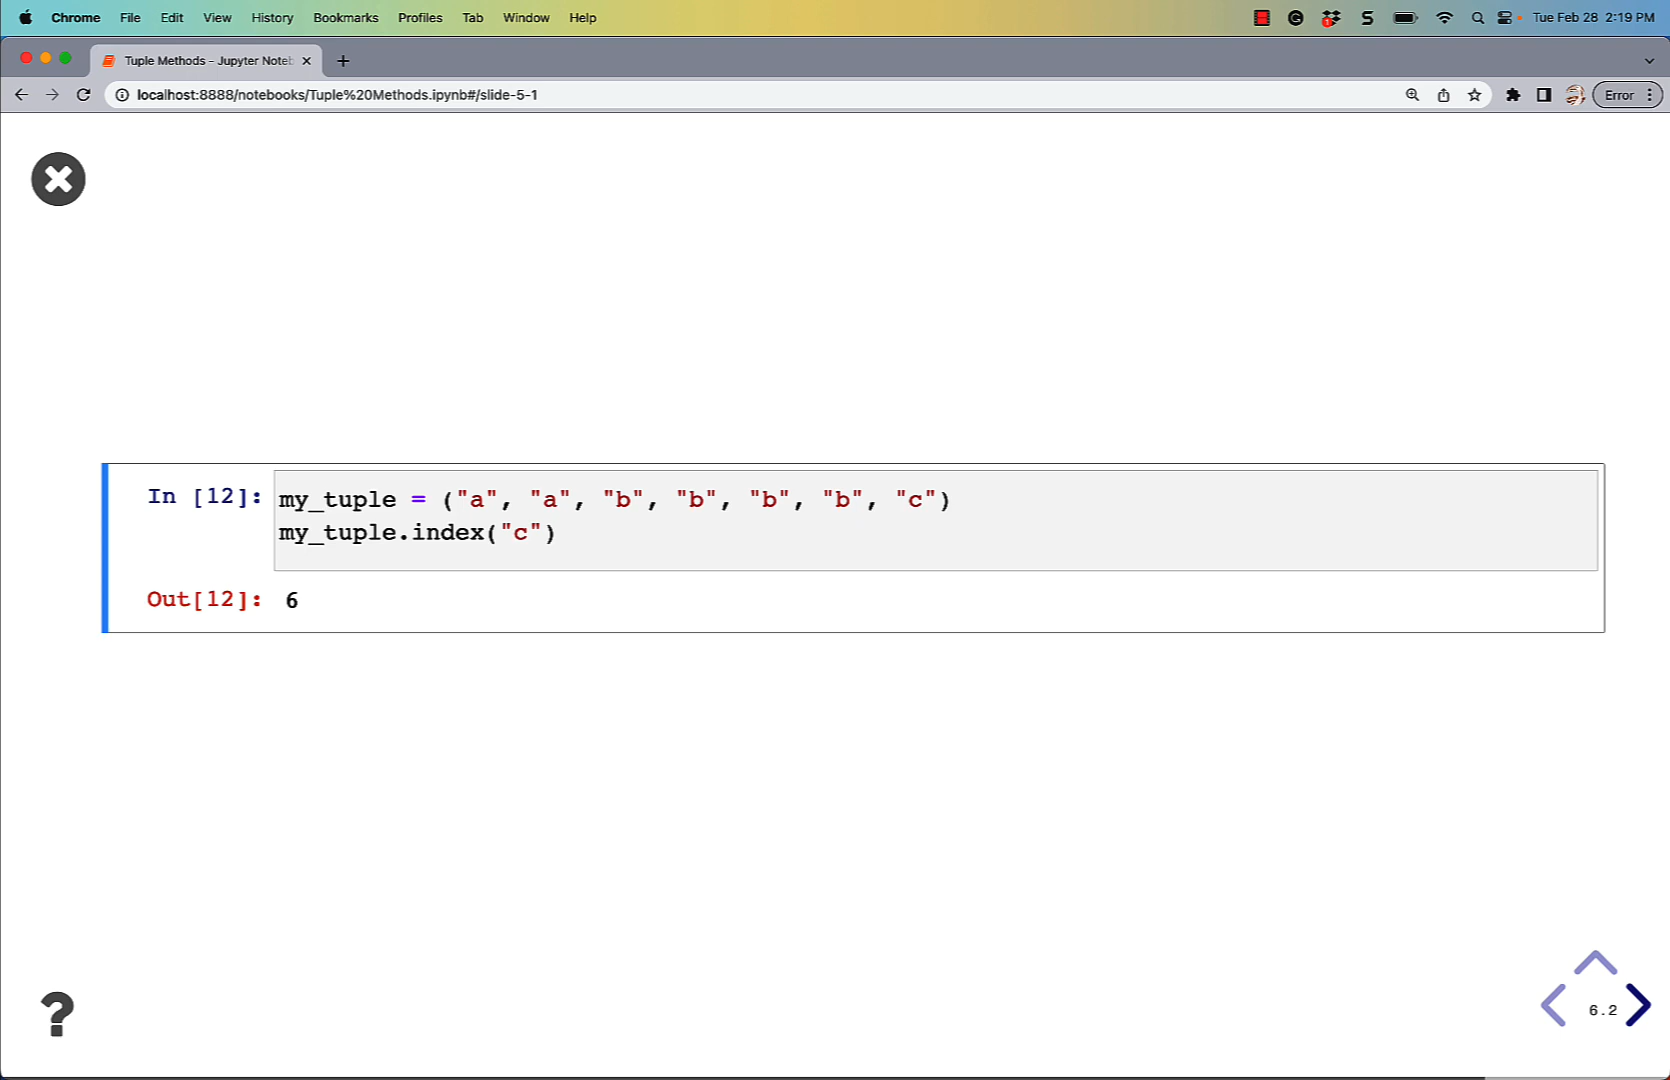 Chrome File Edit View History Bookmarks Profiles Tab Window Help Tue Feb 28 2:19 PM
Tuple Methods - Jupyter Noteb
localhost:8888/notebooks/Tuple%20Methods.ipynb#/slide-5-1 Error
In [12]: my_tuple = ("a", "a", "b", "b", "b", "b", "c")
my_tuple.index("c")
Out[12]: 6
?
6.2